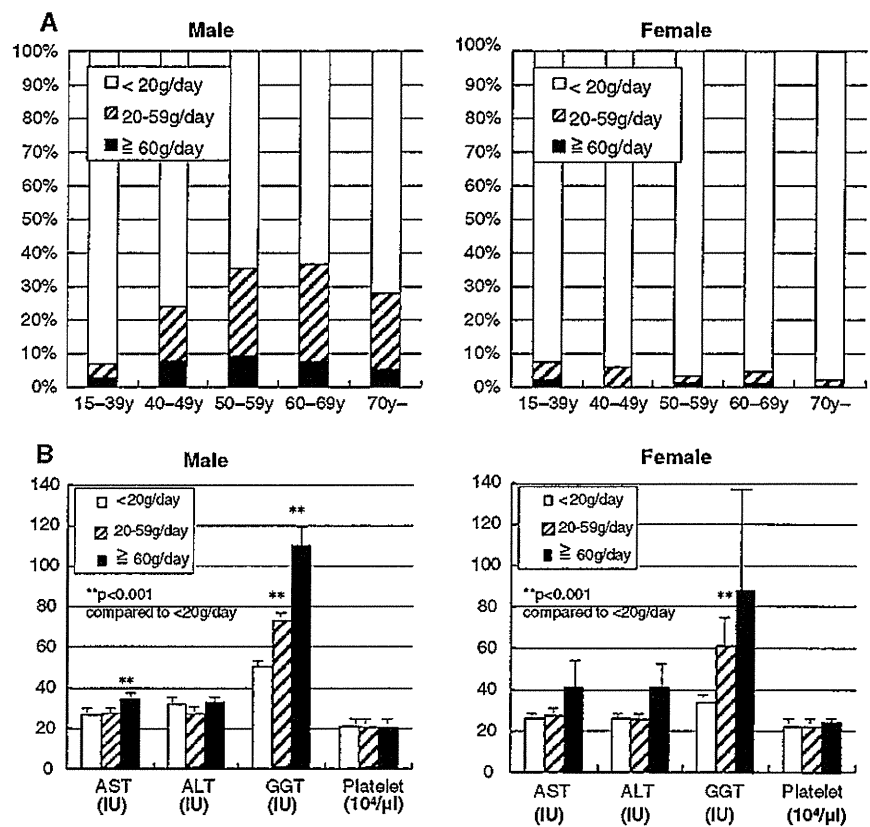 A
Male
100%
90%
80%
70%
60%
50%
40%
30%
20%
10%
0%
< 20g/day
20-59g/day
≧ 60g/day
15–39y 40–49y 50–59y 60–69y 70y–
Female
100%
90%
80%
70%
60%
50%
40%
30%
20%
10%
0%
< 20g/day
20-59g/day
≧ 60g/day
15–39y 40–49y 50–59y 60–69y 70y–
B
Male
140
120
100
80
60
40
20
0
<20g/day
20-59g/day
≧ 60g/day
**p<0.001
compared to <20g/day
**
**
**
AST ALT GGT Platelet
(IU) (IU) (IU) (10⁴/µl)
Female
140
120
100
80
60
40
20
0
<20g/day
20-59g/day
≧ 60g/day
**p<0.001
compared to <20g/day
**
AST ALT GGT Platelet
(IU) (IU) (IU) (10⁴/µl)